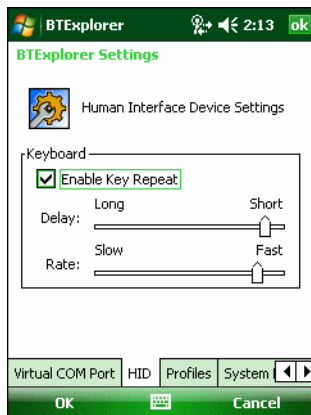 BTExplorer 2:13 ok
BTExplorer Settings
Human Interface Device Settings
Keyboard
Enable Key Repeat
Long Short
Delay:
Slow Fast
Rate:
Virtual COM Port HID Profiles System
OK Cancel